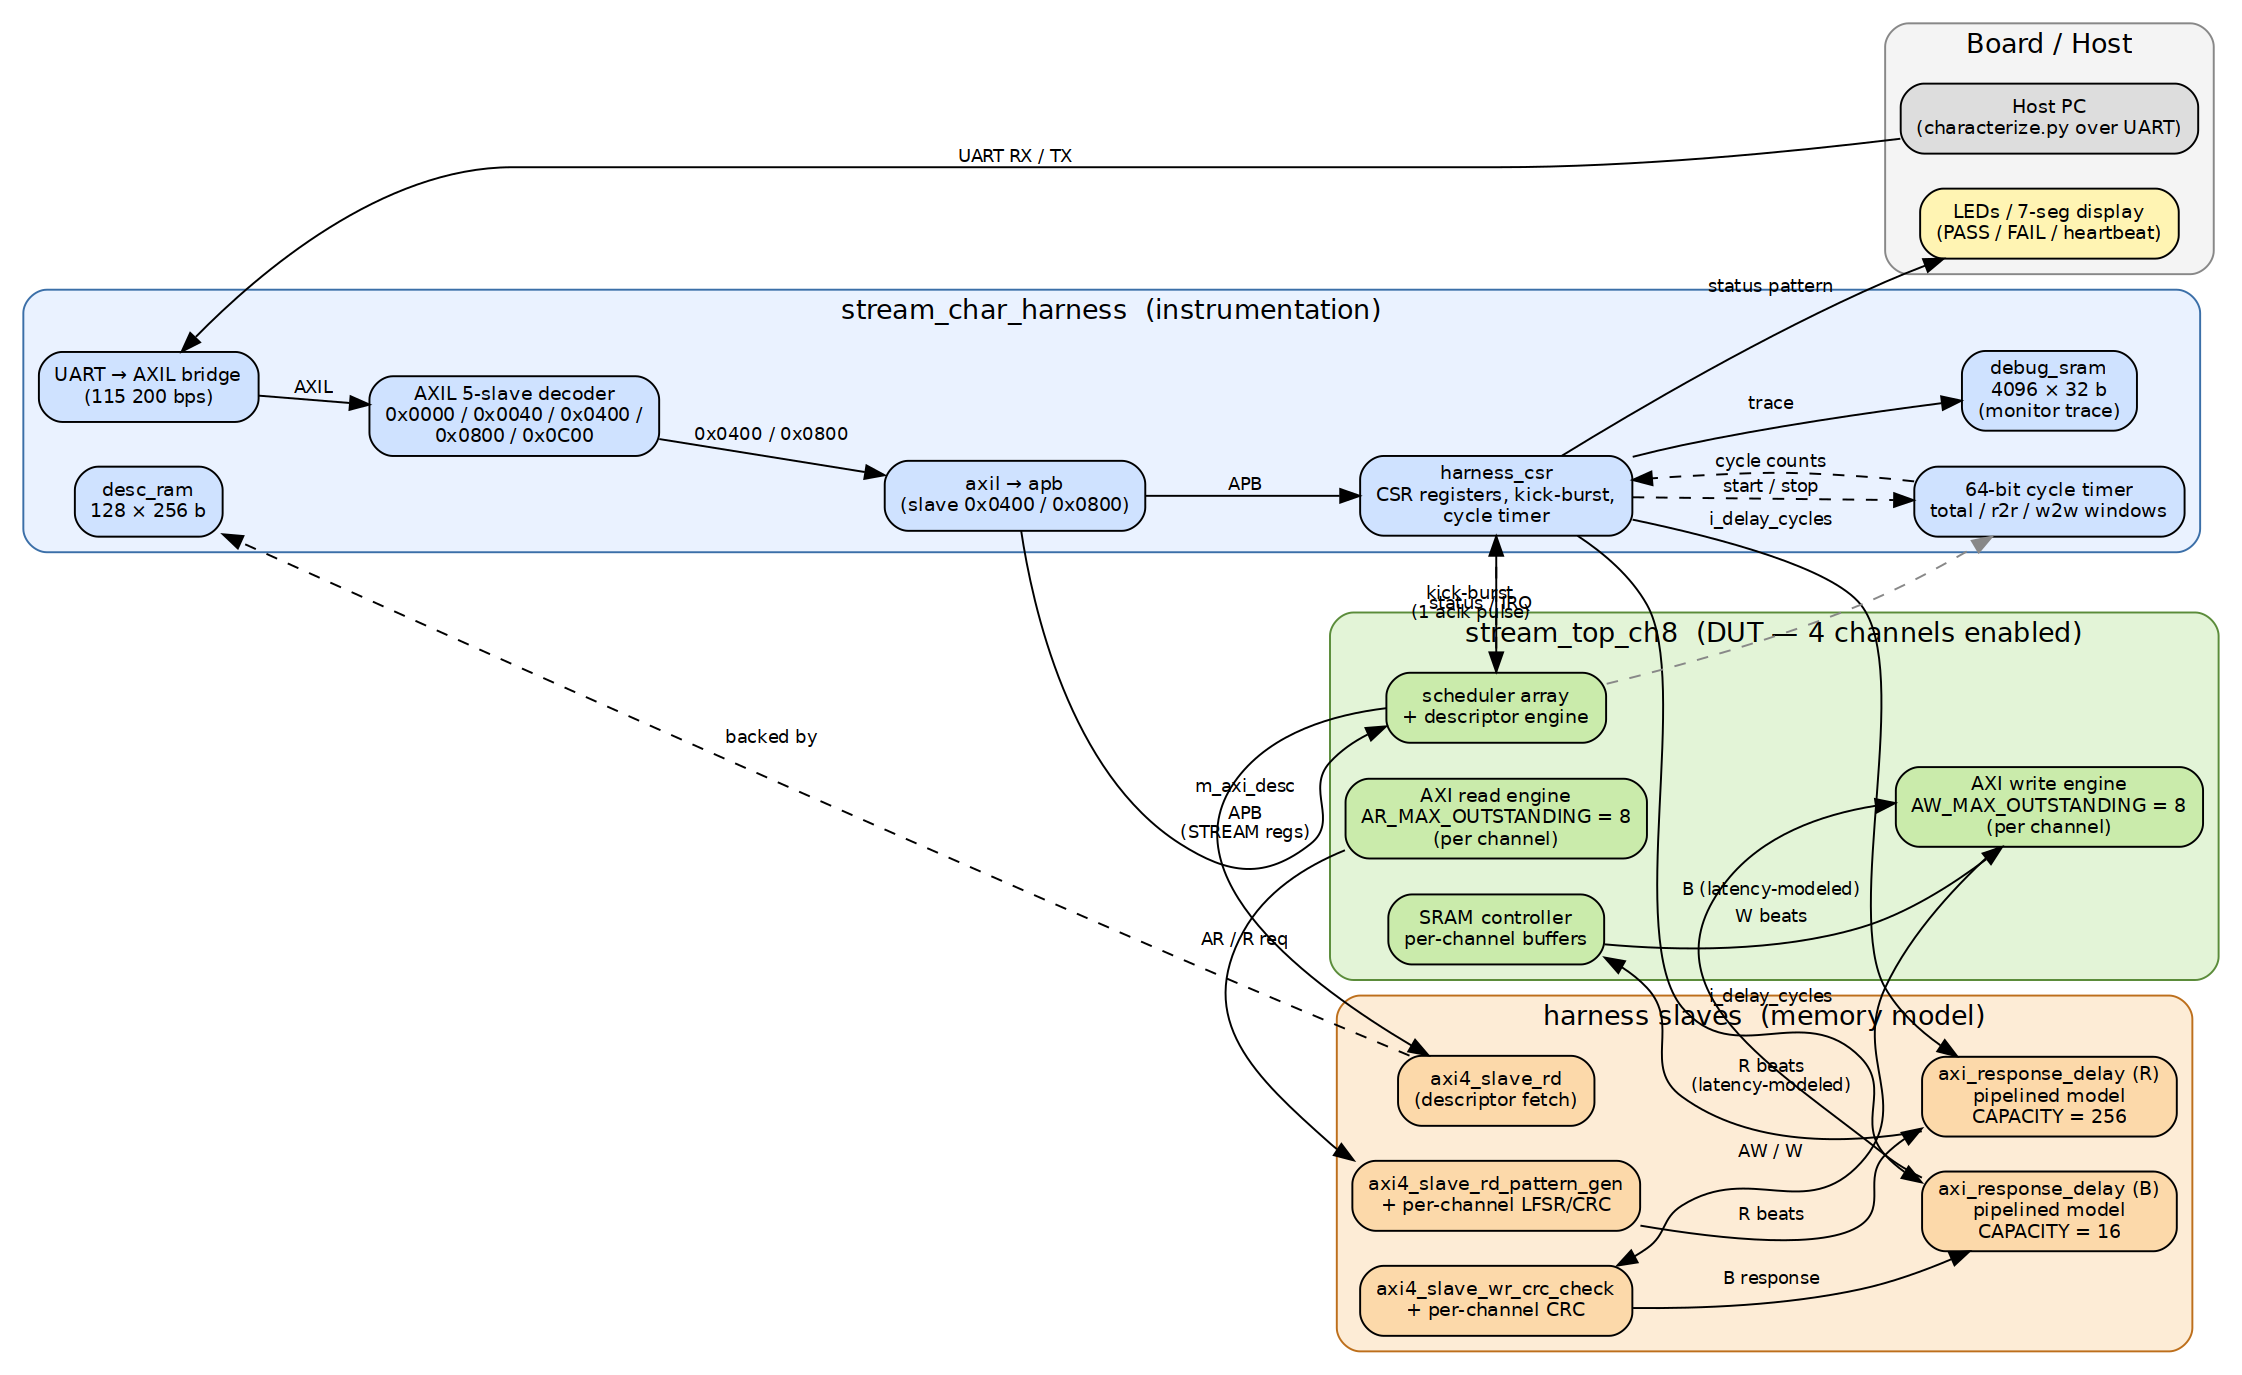 Board / Host
Host PC
(characterize.py over UART)
UART RX / TX
LEDs / 7-seg display
(PASS / FAIL / heartbeat)
status pattern
stream_char_harness  (instrumentation)
UART → AXIL bridge
(115 200 bps)
AXIL
AXIL 5-slave decoder
0x0000 / 0x0040 / 0x0400 /
0x0800 / 0x0C00
0x0400 / 0x0800
desc_ram
128 × 256 b
axil → apb
(slave 0x0400 / 0x0800)
APB
harness_csr
CSR registers, kick-burst,
cycle timer
trace
debug_sram
4096 × 32 b
(monitor trace)
cycle counts
start / stop
i_delay_cycles
64-bit cycle timer
total / r2r / w2w windows
kick-burst
(1 aclk pulse)
status / IRQ
stream_top_ch8  (DUT — 4 channels enabled)
scheduler array
+ descriptor engine
backed by
m_axi_desc
APB
(STREAM regs)
AXI read engine
AR_MAX_OUTSTANDING = 8
(per channel)
AXI write engine
AW_MAX_OUTSTANDING = 8
(per channel)
B (latency-modeled)
W beats
SRAM controller
per-channel buffers
AR / R req
i_delay_cycles
harness slaves  (memory model)
axi4_slave_rd
(descriptor fetch)
R beats
(latency-modeled)
axi_response_delay (R)
pipelined model
CAPACITY = 256
AW / W
axi4_slave_rd_pattern_gen
+ per-channel LFSR/CRC
R beats
axi_response_delay (B)
pipelined model
CAPACITY = 16
B response
axi4_slave_wr_crc_check
+ per-channel CRC